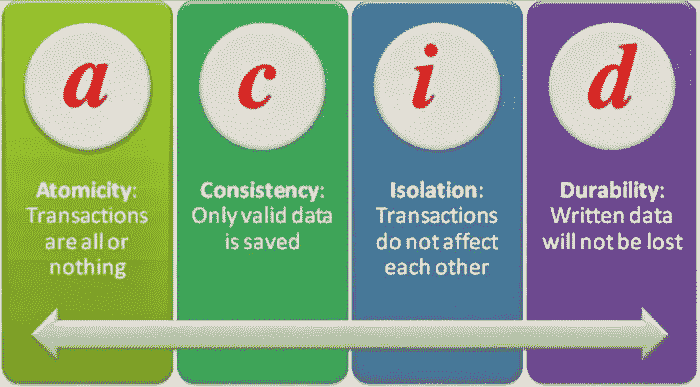 a
c
i
d
Atomicity:
Transactions
are all or
nothing
Consistency:
Only valid data
is saved
Isolation:
Transactions
do not affect
each other
Durability:
Written data
will not be lost